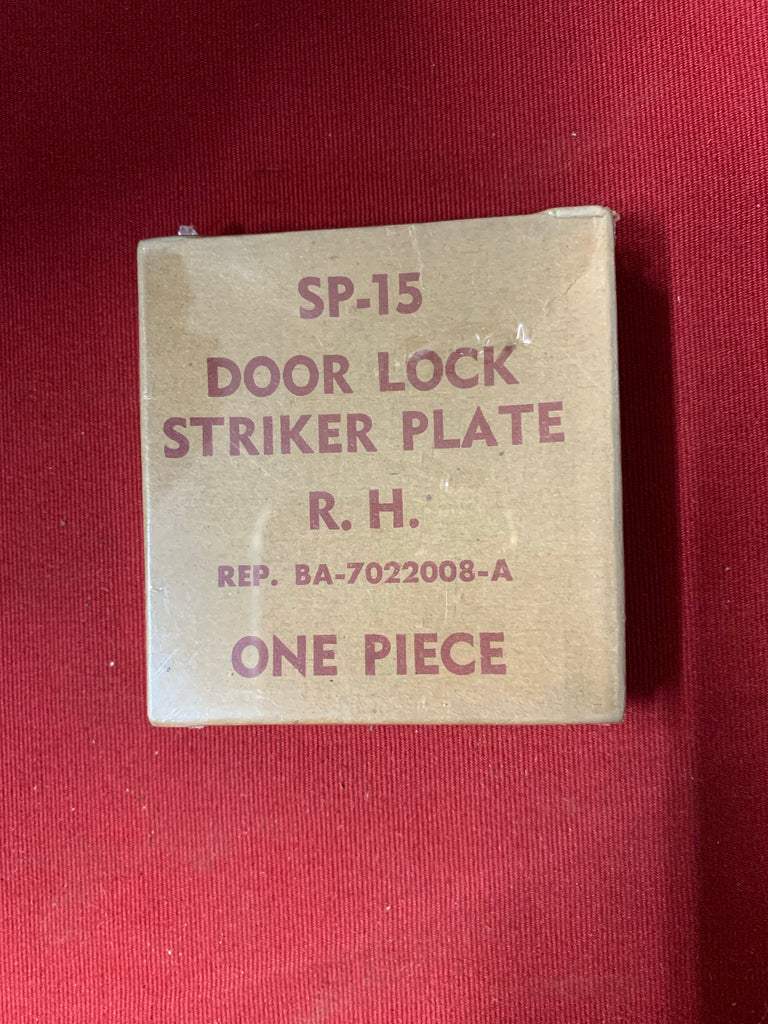 SP-15
DOOR LOCK
STRIKER PLATE
R. H.
REP. BA-7022008-A
ONE PIECE